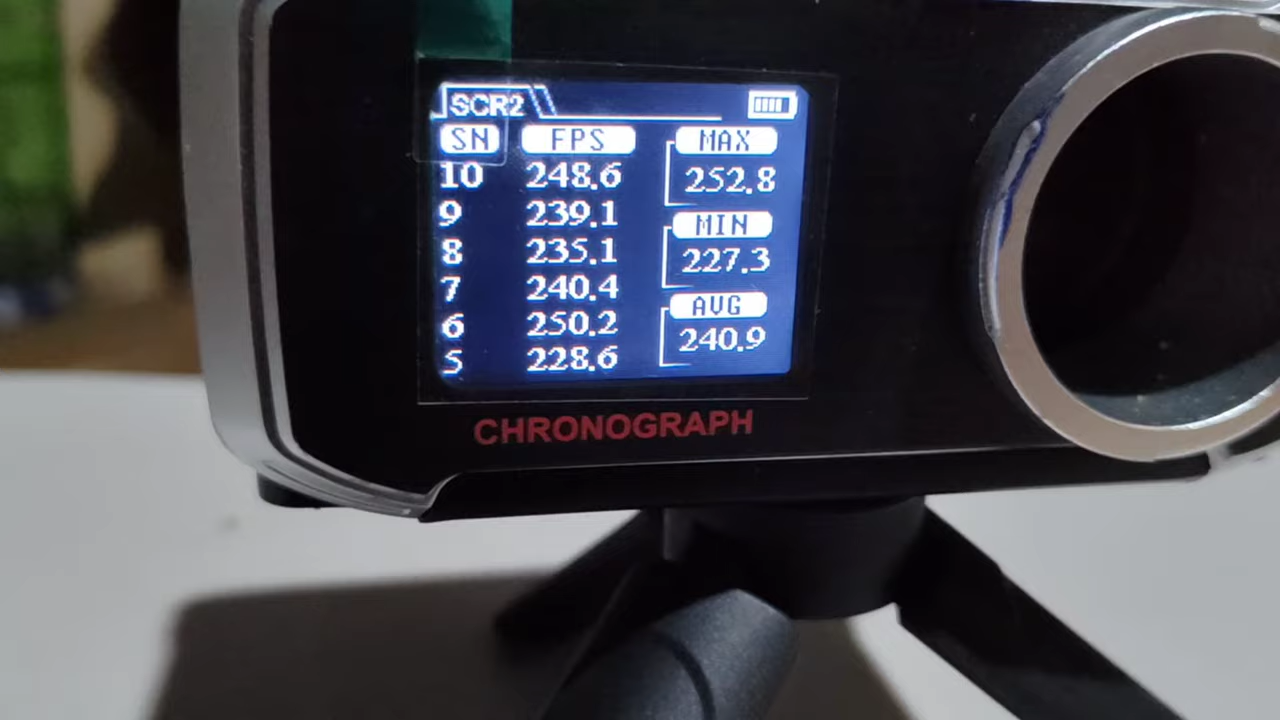 SCR2
SN FPS MAX
10 248.6 252.8
9 239.1
8 235.1 MIN
7 240.4 227.3
6 250.2 AVG
5 228.6 240.9
CHRONOGRAPH